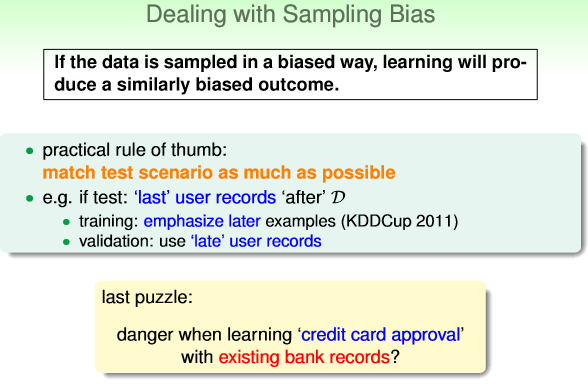 Dealing with Sampling Bias
If the data is sampled in a biased way, learning will pro-
duce a similarly biased outcome.
• practical rule of thumb:
match test scenario as much as possible
• e.g. if test: ‘last’ user records ‘after’ 𝒟
• training: emphasize later examples (KDDCup 2011)
• validation: use ‘late’ user records
last puzzle:
danger when learning ‘credit card approval’
with existing bank records?